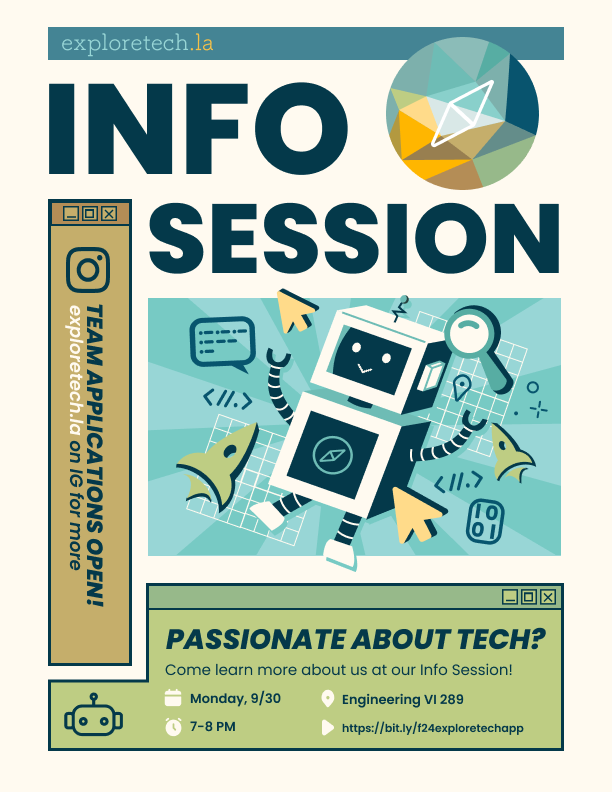 exploretech.la
INFO
SESSION
TEAM APPLICATIONS OPEN!
exploretech.la on IG for more
<//.>
<//.>
10
01
PASSIONATE ABOUT TECH?
Come learn more about us at our Info Session!
Monday, 9/30
Engineering VI 289
7-8 PM
https://bit.ly/f24exploretechapp